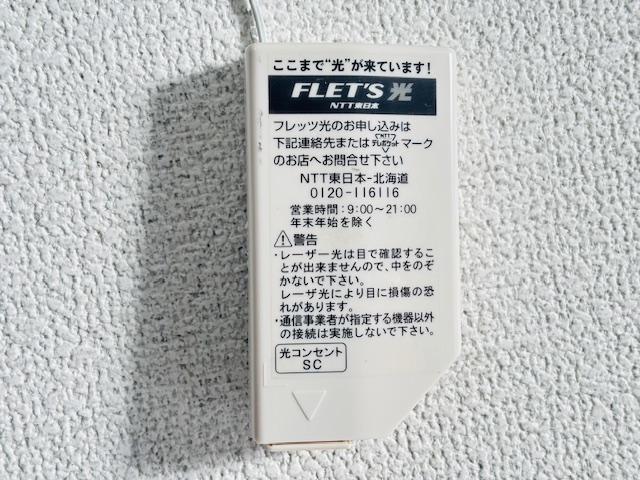 ここまで“光”が来ています!
FLET'S 光
NTT東日本
フレッツ光のお申し込みは
下記連絡先または NTT テレポケット マーク
のお店へお問合せ下さい
NTT東日本-北海道
0120-116116
営業時間:9:00~21:00
年末年始を除く
警告
・レーザー光は目で確認するこ
とが出来ませんので、中をのぞ
かないで下さい。
レーザ光により目に損傷の恐
れがあります。
・通信事業者が指定する機器以外
の接続は実施しないで下さい。
光コンセント
SC